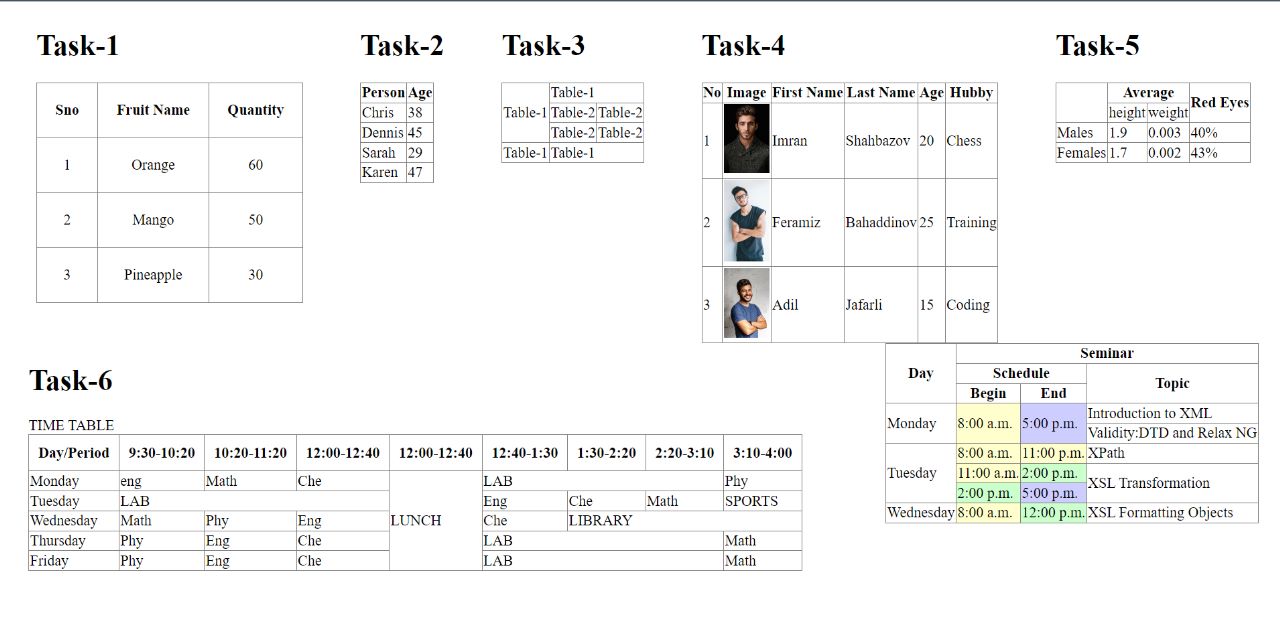 Task-1
Sno Fruit Name Quantity
1 Orange 60
2 Mango 50
3 Pineapple 30
Task-2
Person Age
Chris 38
Dennis 45
Sarah 29
Karen 47
Task-3
Table-1
Table-1 Table-2 Table-2
Table-2 Table-2
Table-1 Table-1
Task-4
No Image First Name Last Name Age Hubby
1 Imran Shahbazov 20 Chess
2 Feramiz Bahaddinov 25 Training
3 Adil Jafarli 15 Coding
Task-5
Average Red Eyes
height weight
Males 1.9 0.003 40%
Females 1.7 0.002 43%
Task-6
TIME TABLE
Day/Period 9:30-10:20 10:20-11:20 12:00-12:40 12:00-12:40 12:40-1:30 1:30-2:20 2:20-3:10 3:10-4:00
Monday eng Math Che LUNCH LAB Phy
Tuesday LAB Eng Che Math SPORTS
Wednesday Math Phy Eng Che LIBRARY
Thursday Phy Eng Che LAB Math
Friday Phy Eng Che LAB Math
Day Seminar
Schedule Topic
Begin End
Monday 8:00 a.m. 5:00 p.m. Introduction to XML
Validity:DTD and Relax NG
Tuesday 8:00 a.m. 11:00 p.m. XPath
11:00 a.m. 2:00 p.m. XSL Transformation
2:00 p.m. 5:00 p.m.
Wednesday 8:00 a.m. 12:00 p.m. XSL Formatting Objects